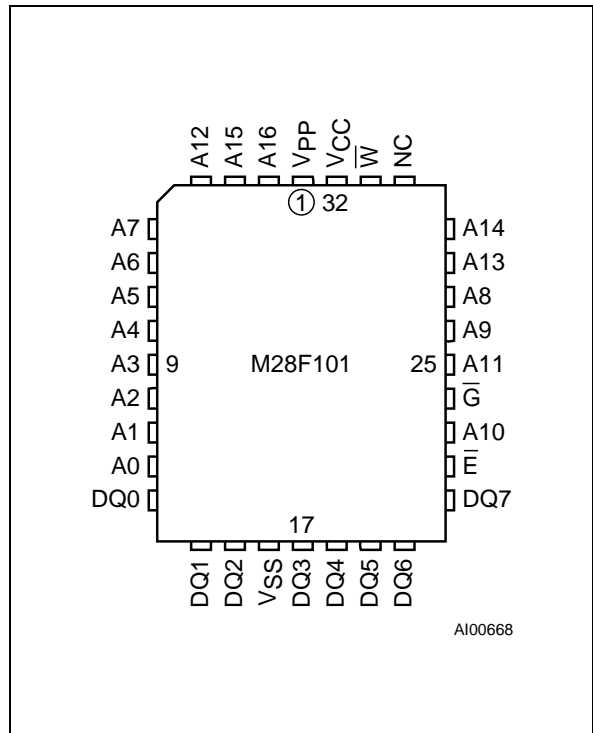 A12 A15 A16 VPP VCC W̅ NC
1 32
A7 A14
A6 A13
A5 A8
A4 A9
A3 9 M28F101 25 A11
A2 G̅
A1 A10
A0 E̅
DQ0 DQ7
17
DQ1 DQ2 VSS DQ3 DQ4 DQ5 DQ6
AI00668